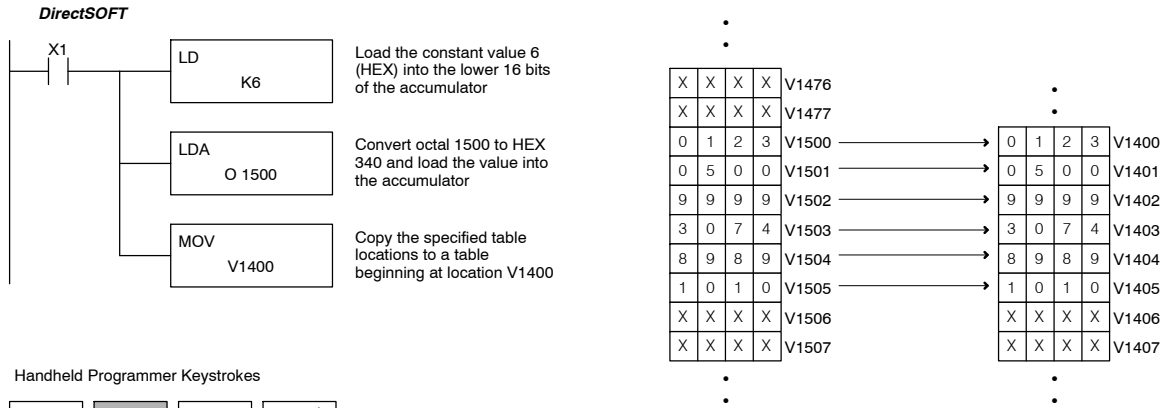 DirectSOFT
X1
LD
K6
Load the constant value 6
(HEX) into the lower 16 bits
of the accumulator
LDA
O 1500
Convert octal 1500 to HEX
340 and load the value into
the accumulator
MOV
V1400
Copy the specified table
locations to a table
beginning at location V1400
Handheld Programmer Keystrokes
X X X X V1476
X X X X V1477
0 1 2 3 V1500
0 5 0 0 V1501
9 9 9 9 V1502
3 0 7 4 V1503
8 9 8 9 V1504
1 0 1 0 V1505
X X X X V1506
X X X X V1507
0 1 2 3 V1400
0 5 0 0 V1401
9 9 9 9 V1402
3 0 7 4 V1403
8 9 8 9 V1404
1 0 1 0 V1405
X X X X V1406
X X X X V1407